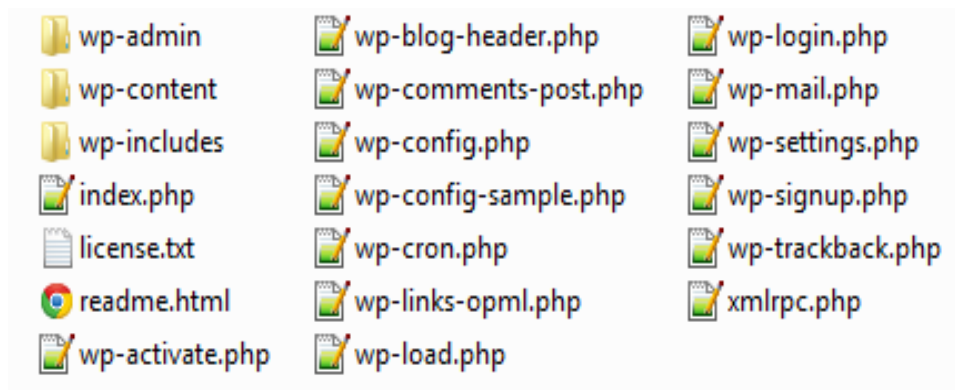 wp-admin
wp-content
wp-includes
index.php
license.txt
readme.html
wp-activate.php
wp-blog-header.php
wp-comments-post.php
wp-config.php
wp-config-sample.php
wp-cron.php
wp-links-opml.php
wp-load.php
wp-login.php
wp-mail.php
wp-settings.php
wp-signup.php
wp-trackback.php
xmlrpc.php